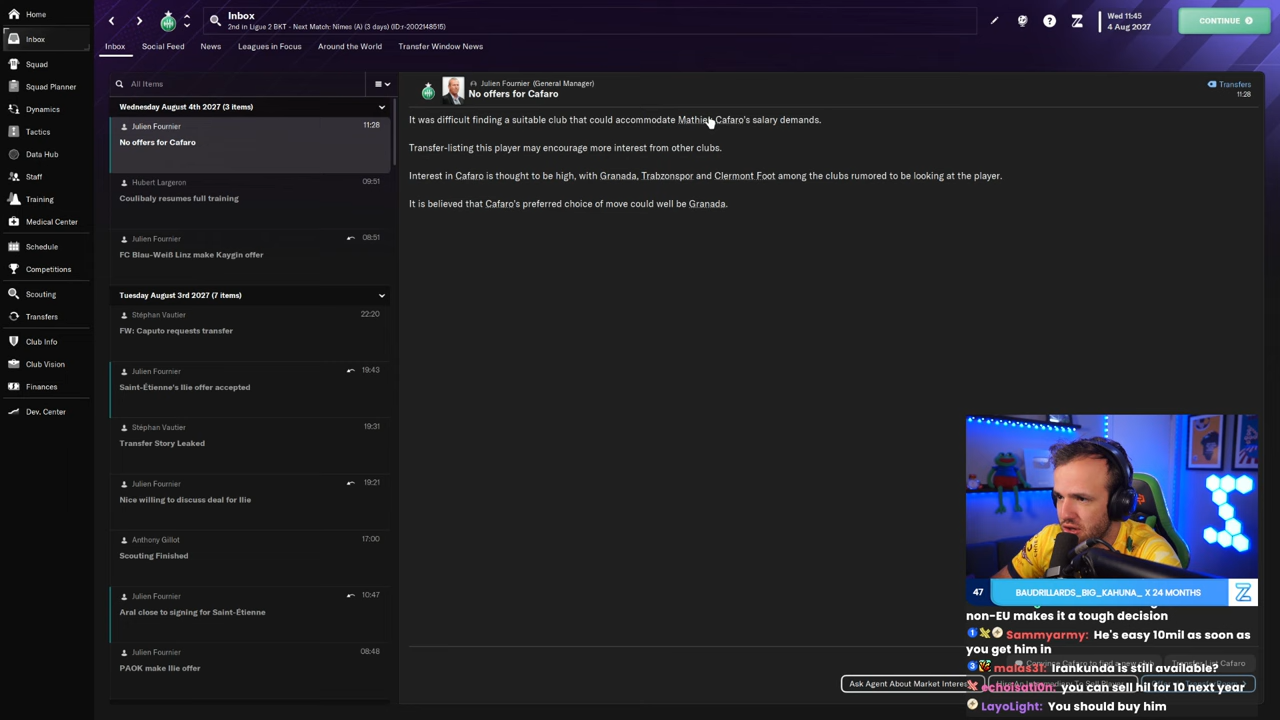 Home
Inbox
Squad
Squad Planner
Dynamics
Tactics
Data Hub
Staff
Training
Medical Center
Schedule
Competitions
Scouting
Transfers
Club Info
Club Vision
Finances
Dev. Center
Inbox
2nd in Ligue 2 BKT - Next Match: Nîmes (A) (3 days) (ID:r-2002148515)
Wed 11:45
4 Aug 2027
CONTINUE
Inbox
Social Feed
News
Leagues in Focus
Around the World
Transfer Window News
All Items
Wednesday August 4th 2027 (3 items)
Julien Fournier 11:28
No offers for Cafaro
Hubert Largeron 09:51
Coulibaly resumes full training
Julien Fournier 08:51
FC Blau-Weiß Linz make Kaygin offer
Tuesday August 3rd 2027 (7 items)
Stéphan Vautier 22:20
FW: Caputo requests transfer
Julien Fournier 19:43
Saint-Étienne's Ilie offer accepted
Stéphan Vautier 19:31
Transfer Story Leaked
Julien Fournier 19:21
Nice willing to discuss deal for Ilie
Anthony Gillot 17:00
Scouting Finished
Julien Fournier 10:47
Aral close to signing for Saint-Étienne
Julien Fournier 08:48
PAOK make Ilie offer
Julien Fournier (General Manager)
No offers for Cafaro
Transfers
11:28
It was difficult finding a suitable club that could accommodate Mathieu Cafaro's salary demands.
Transfer-listing this player may encourage more interest from other clubs.
Interest in Cafaro is thought to be high, with Granada, Trabzonspor and Clermont Foot among the clubs rumored to be looking at the player.
It is believed that Cafaro's preferred choice of move could well be Granada.
47 BAUDRILLARDS_BIG_KAHUNA_ X 24 MONTHS
non-EU makes it a tough decision
Sammyarmy: He's easy 10mil as soon as
you get him in
malas31: Irankunda is still available?
echoisation: you can sell hil for 10 next year
LayoLight: You should buy him
Convince Cafaro to find a new club
Transfer List Cafaro
Ask Agent About Market Interest